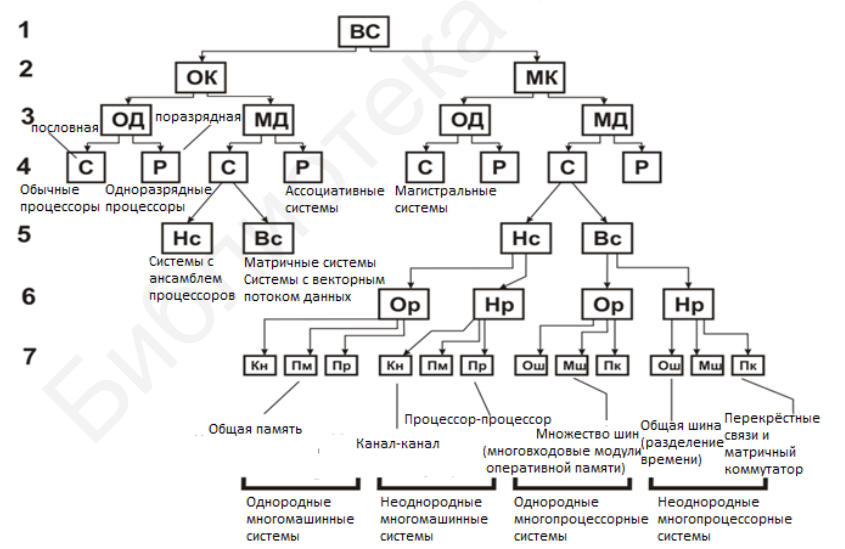 1
ВС
2
ОК
МК
3
ОД
МД
ОД
МД
пословная
поразрядная
4
С
Р
С
Р
С
Р
С
Р
Обычные
процессоры
Одноразрядные
процессоры
Ассоциативные
системы
Магистральные
системы
5
Нс
Вс
Нс
Вс
Системы с
ансамблем
процессоров
Матричные системы
Системы с векторным
потоком данных
6
Ор
Нр
Ор
Нр
7
Кн
Пм
Пр
Кн
Пм
Пр
Ош
Мш
Пк
Ош
Мш
Пк
Общая память
Канал-канал
Процессор-процессор
Множество шин
(многовходовые модули
оперативной памяти)
Общая шина
(разделение
времени)
Перекрёстные
связи и
матричный
коммутатор
Однородные
многомашинные
системы
Неоднородные
многомашинные
системы
Однородные
многопроцессорные
системы
Неоднородные
многопроцессорные
системы
Библиотека